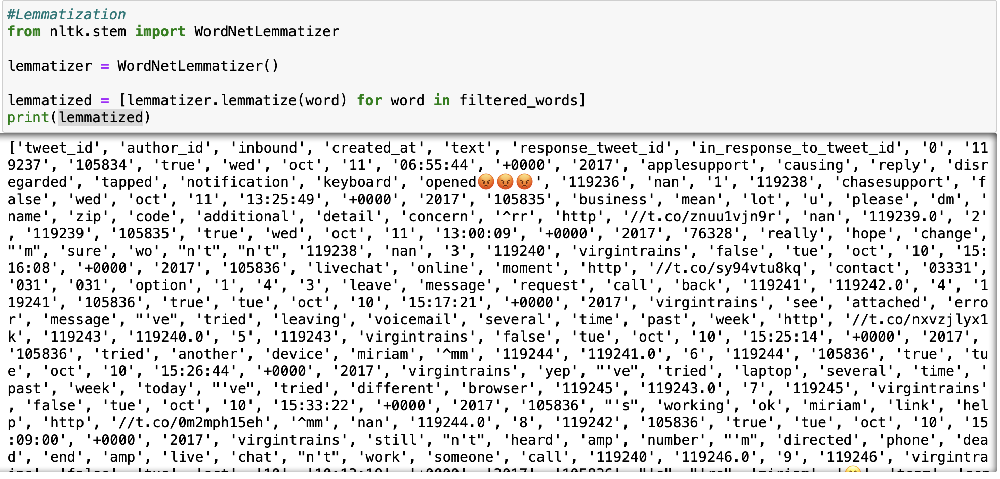 #Lemmatization
from nltk.stem import WordNetLemmatizer
lemmatizer = WordNetLemmatizer()
lemmatized = [lemmatizer.lemmatize(word) for word in filtered_words]
print(lemmatized)
['tweet_id', 'author_id', 'inbound', 'created_at', 'text', 'response_tweet_id', 'in_response_to_tweet_id', '0', '11
9237', '105834', 'true', 'wed', 'oct', '11', '06:55:44', '+0000', '2017', 'applesupport', 'causing', 'reply', 'disr
egarded', 'tapped', 'notification', 'keyboard', 'opened😡😡😡', '119236', 'nan', '1', '119238', 'chasesupport', 'f
alse', 'wed', 'oct', '11', '13:25:49', '+0000', '2017', '105835', 'business', 'mean', 'lot', 'u', 'please', 'dm', '
name', 'zip', 'code', 'additional', 'detail', 'concern', '^rr', 'http', '//t.co/znuu1vjn9r', 'nan', '119239.0', '2'
, '119239', '105835', 'true', 'wed', 'oct', '11', '13:00:09', '+0000', '2017', '76328', 'really', 'hope', 'change',
"'m", 'sure', 'wo', "n't", "n't", '119238', 'nan', '3', '119240', 'virgintrains', 'false', 'tue', 'oct', '10', '15:
16:08', '+0000', '2017', '105836', 'livechat', 'online', 'moment', 'http', '//t.co/sy94vtu8kq', 'contact', '03331',
'031', '031', 'option', '1', '4', '3', 'leave', 'message', 'request', 'call', 'back', '119241', '119242.0', '4', '1
19241', '105836', 'true', 'tue', 'oct', '10', '15:17:21', '+0000', '2017', 'virgintrains', 'see', 'attached', 'erro
r', 'message', "'ve", 'tried', 'leaving', 'voicemail', 'several', 'time', 'past', 'week', 'http', '//t.co/nxvzjlyx1
k', '119243', '119240.0', '5', '119243', 'virgintrains', 'false', 'tue', 'oct', '10', '15:25:14', '+0000', '2017',
'105836', 'tried', 'another', 'device', 'miriam', '^mm', '119244', '119241.0', '6', '119244', '105836', 'true', 'tu
e', 'oct', '10', '15:26:44', '+0000', '2017', 'virgintrains', 'yep', "'ve", 'tried', 'laptop', 'several', 'time', '
past', 'week', 'today', "'ve", 'tried', 'different', 'browser', '119245', '119243.0', '7', '119245', 'virgintrains'
, 'false', 'tue', 'oct', '10', '15:33:22', '+0000', '2017', '105836', "'s", 'working', 'ok', 'miriam', 'link', 'hel
p', 'http', '//t.co/0m2mph15eh', '^mm', 'nan', '119244.0', '8', '119242', '105836', 'true', 'tue', 'oct', '10', '15
:09:00', '+0000', '2017', 'virgintrains', 'still', "n't", 'heard', 'amp', 'number', "'m", 'directed', 'phone', 'dea
d', 'end', 'amp', 'live', 'chat', "n't", 'work', 'someone', 'call', '119240', '119246.0', '9', '119246', 'virgintra